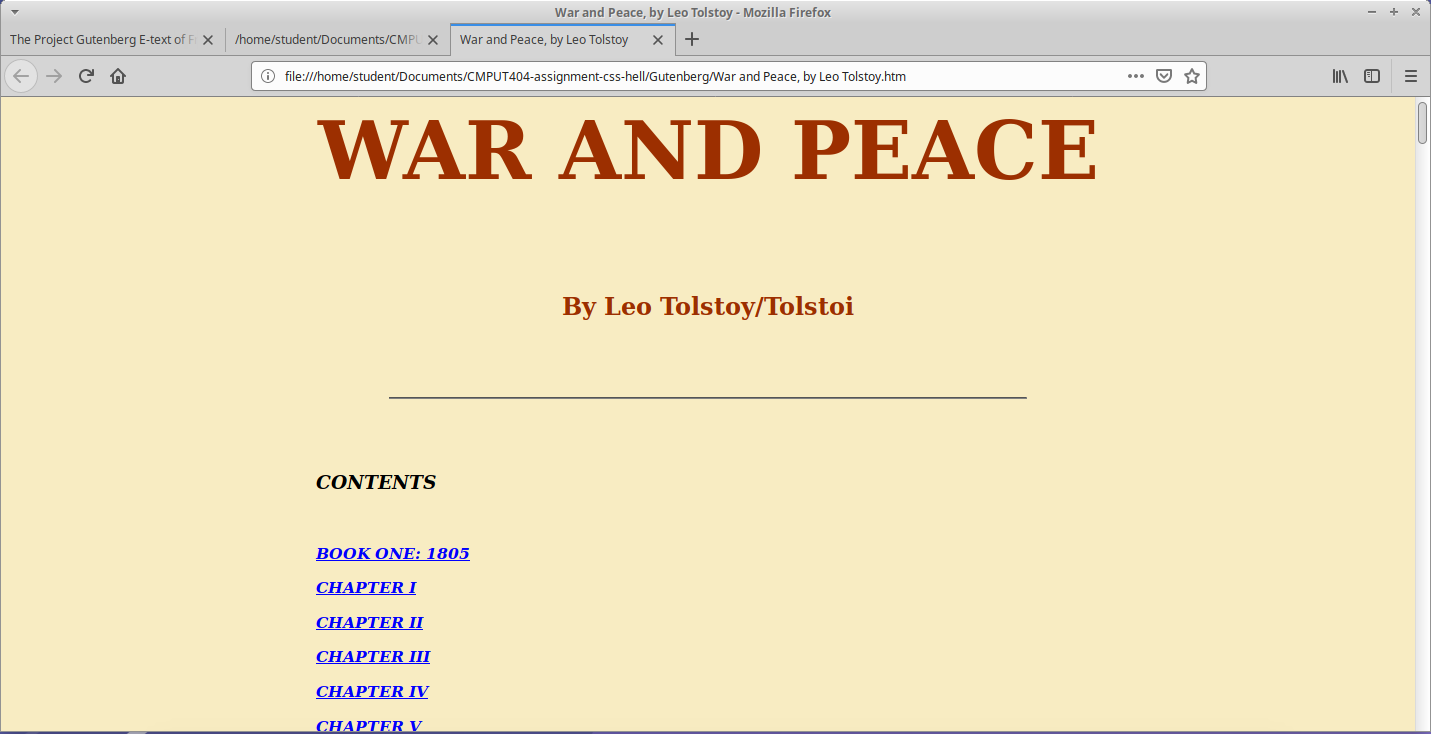 War and Peace, by Leo Tolstoy - Mozilla Firefox
The Project Gutenberg E-text of F
/home/student/Documents/CMPU
War and Peace, by Leo Tolstoy
file:///home/student/Documents/CMPUT404-assignment-css-hell/Gutenberg/War and Peace, by Leo Tolstoy.htm
WAR AND PEACE
By Leo Tolstoy/Tolstoi
CONTENTS
BOOK ONE: 1805
CHAPTER I
CHAPTER II
CHAPTER III
CHAPTER IV
CHAPTER V